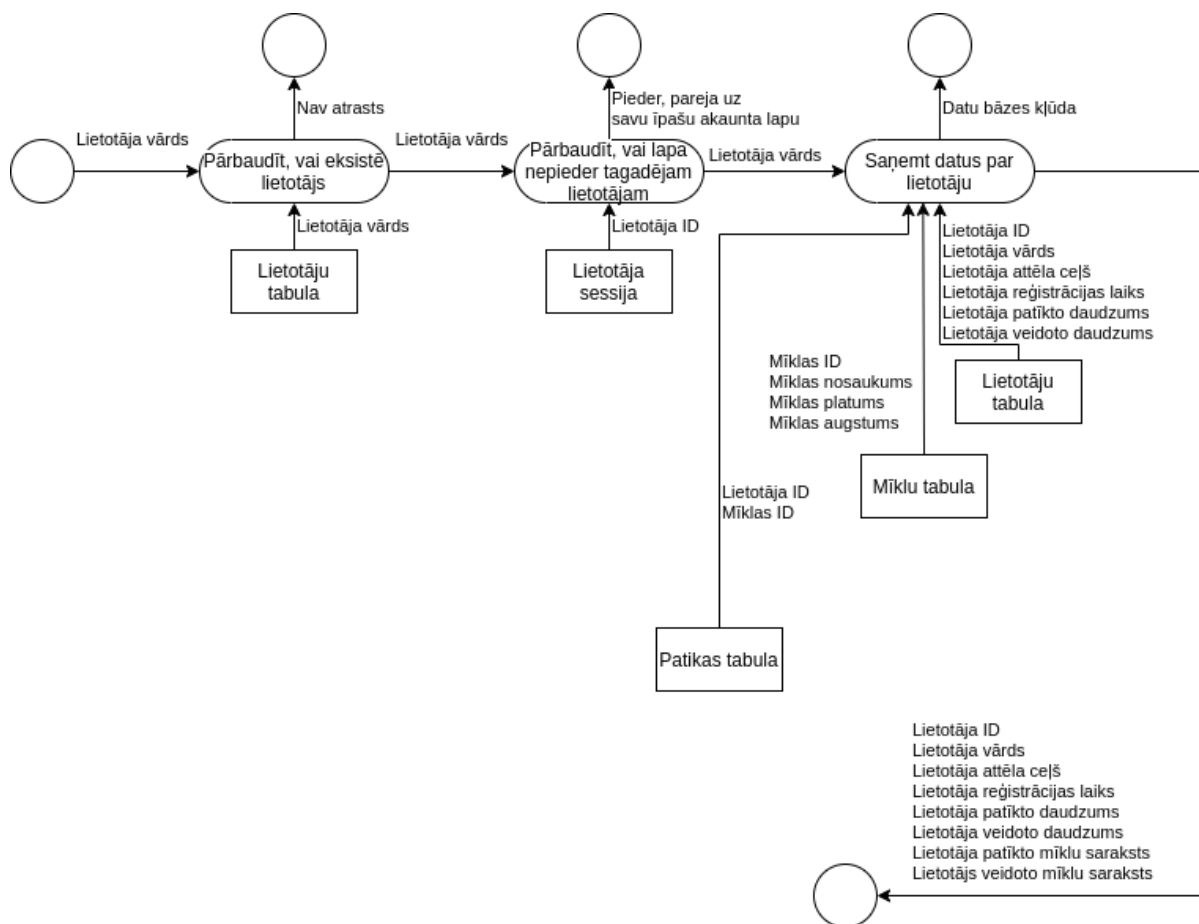 Nav atrasts
Pieder, pareja uz
savu īpašu akaunta lapu
Datu bāzes kļūda
Lietotāja vārds
Pārbaudīt, vai eksistē
lietotājs
Lietotāja vārds
Pārbaudīt, vai lapa
nepieder tagadējam
lietotājam
Lietotāja vārds
Saņemt datus par
lietotāju
Lietotāja vārds
Lietotāju
tabula
Lietotāja ID
Lietotāja
sessija
Lietotāja ID
Lietotāja vārds
Lietotāja attēla ceļš
Lietotāja reģistrācijas laiks
Lietotāja patīkto daudzums
Lietotāja veidoto daudzums
Lietotāju
tabula
Mīklas ID
Mīklas nosaukums
Mīklas platums
Mīklas augstums
Mīklu tabula
Lietotāja ID
Mīklas ID
Patikas tabula
Lietotāja ID
Lietotāja vārds
Lietotāja attēla ceļš
Lietotāja reģistrācijas laiks
Lietotāja patīkto daudzums
Lietotāja veidoto daudzums
Lietotāja patīkto mīklu saraksts
Lietotājs veidoto mīklu saraksts